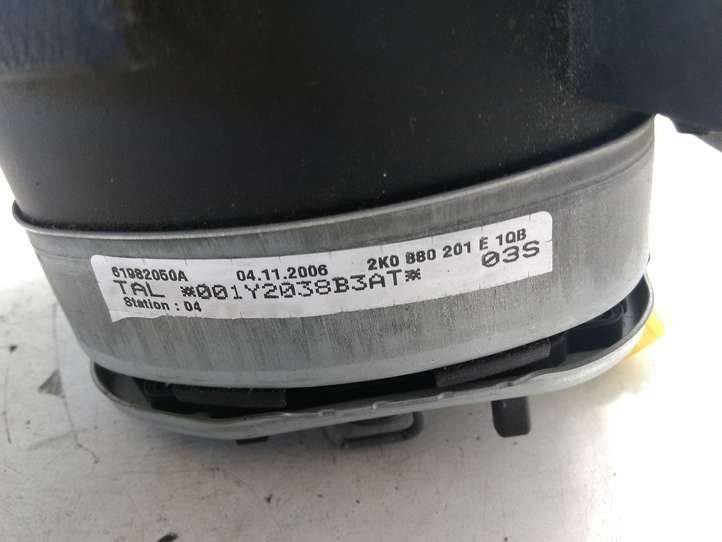 61982050A 04.11.2006 2K0 880 201 E 1QB
TAL *001Y2038B3AT* 03S
Station : 04